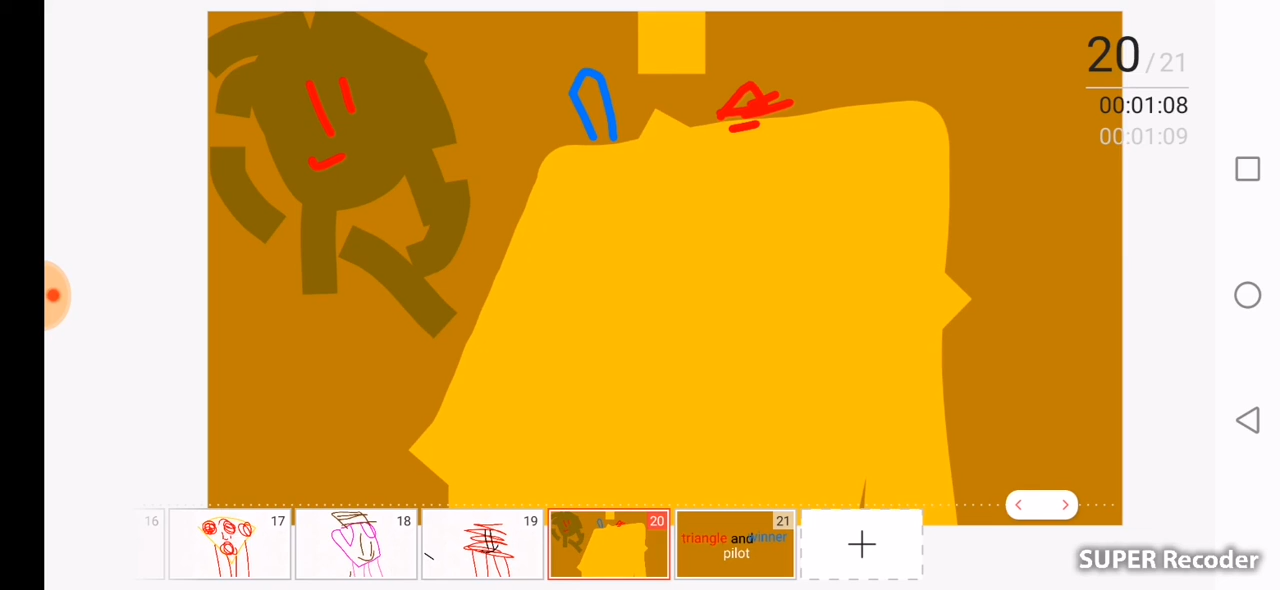 20 / 21
00:01:08
00:01:09
16
17
18
19
20
21
triangle and winner
pilot
SUPER Recoder